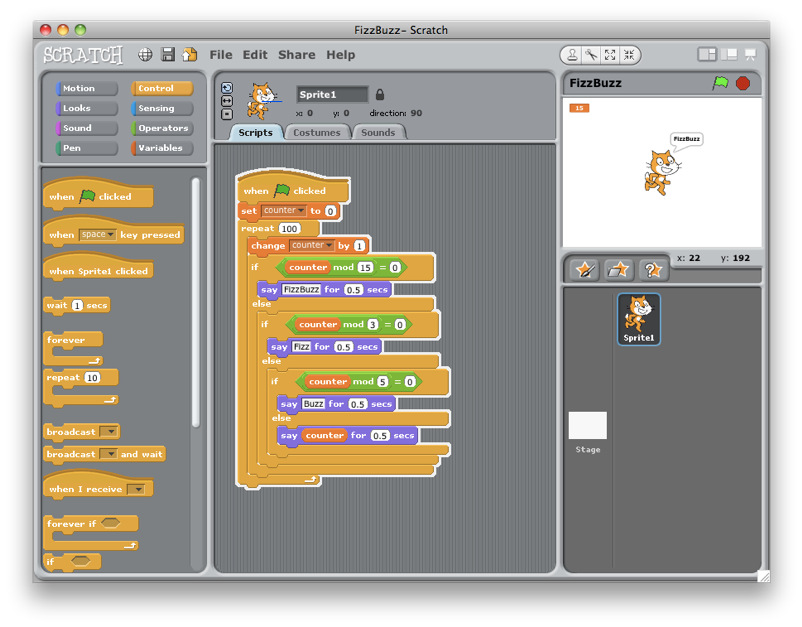 FizzBuzz- Scratch
SCRATCH File Edit Share Help
Motion Control
Looks Sensing
Sound Operators
Pen Variables
when clicked
when space key pressed
when Sprite1 clicked
wait 1 secs
forever
repeat 10
broadcast
broadcast and wait
when I receive
forever if
if
Sprite1
x: 0 y: 0 direction: 90
Scripts Costumes Sounds
when clicked
set counter to 0
repeat 100
change counter by 1
if counter mod 15 = 0
say FizzBuzz for 0.5 secs
else
if counter mod 3 = 0
say Fizz for 0.5 secs
else
if counter mod 5 = 0
say Buzz for 0.5 secs
else
say counter for 0.5 secs
FizzBuzz
15
FizzBuzz
x: 22 y: 192
Sprite1
Stage